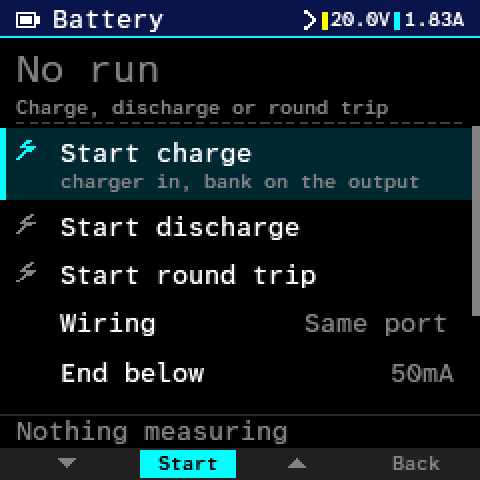 Battery 20.0V 1.83A
No run
Charge, discharge or round trip
Start charge
charger in, bank on the output
Start discharge
Start round trip
Wiring Same port
End below 50mA
Nothing measuring
Start Back